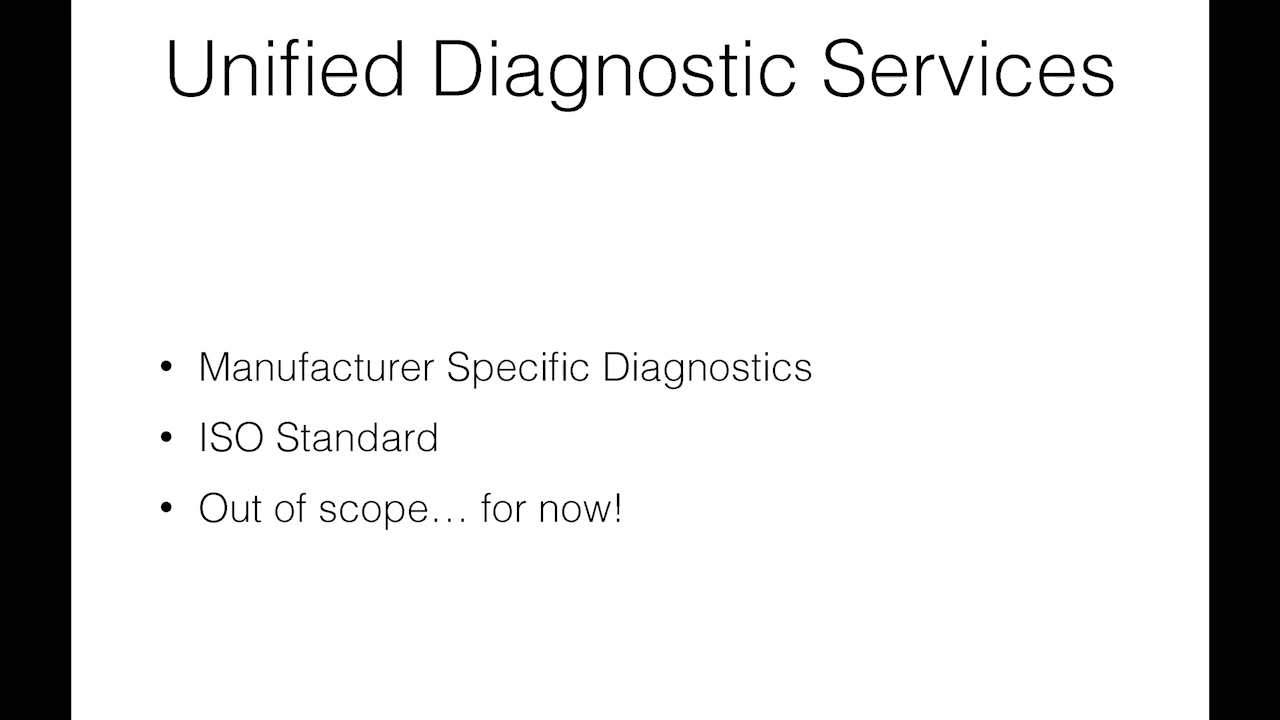 Unified Diagnostic Services
• Manufacturer Specific Diagnostics
• ISO Standard
• Out of scope… for now!